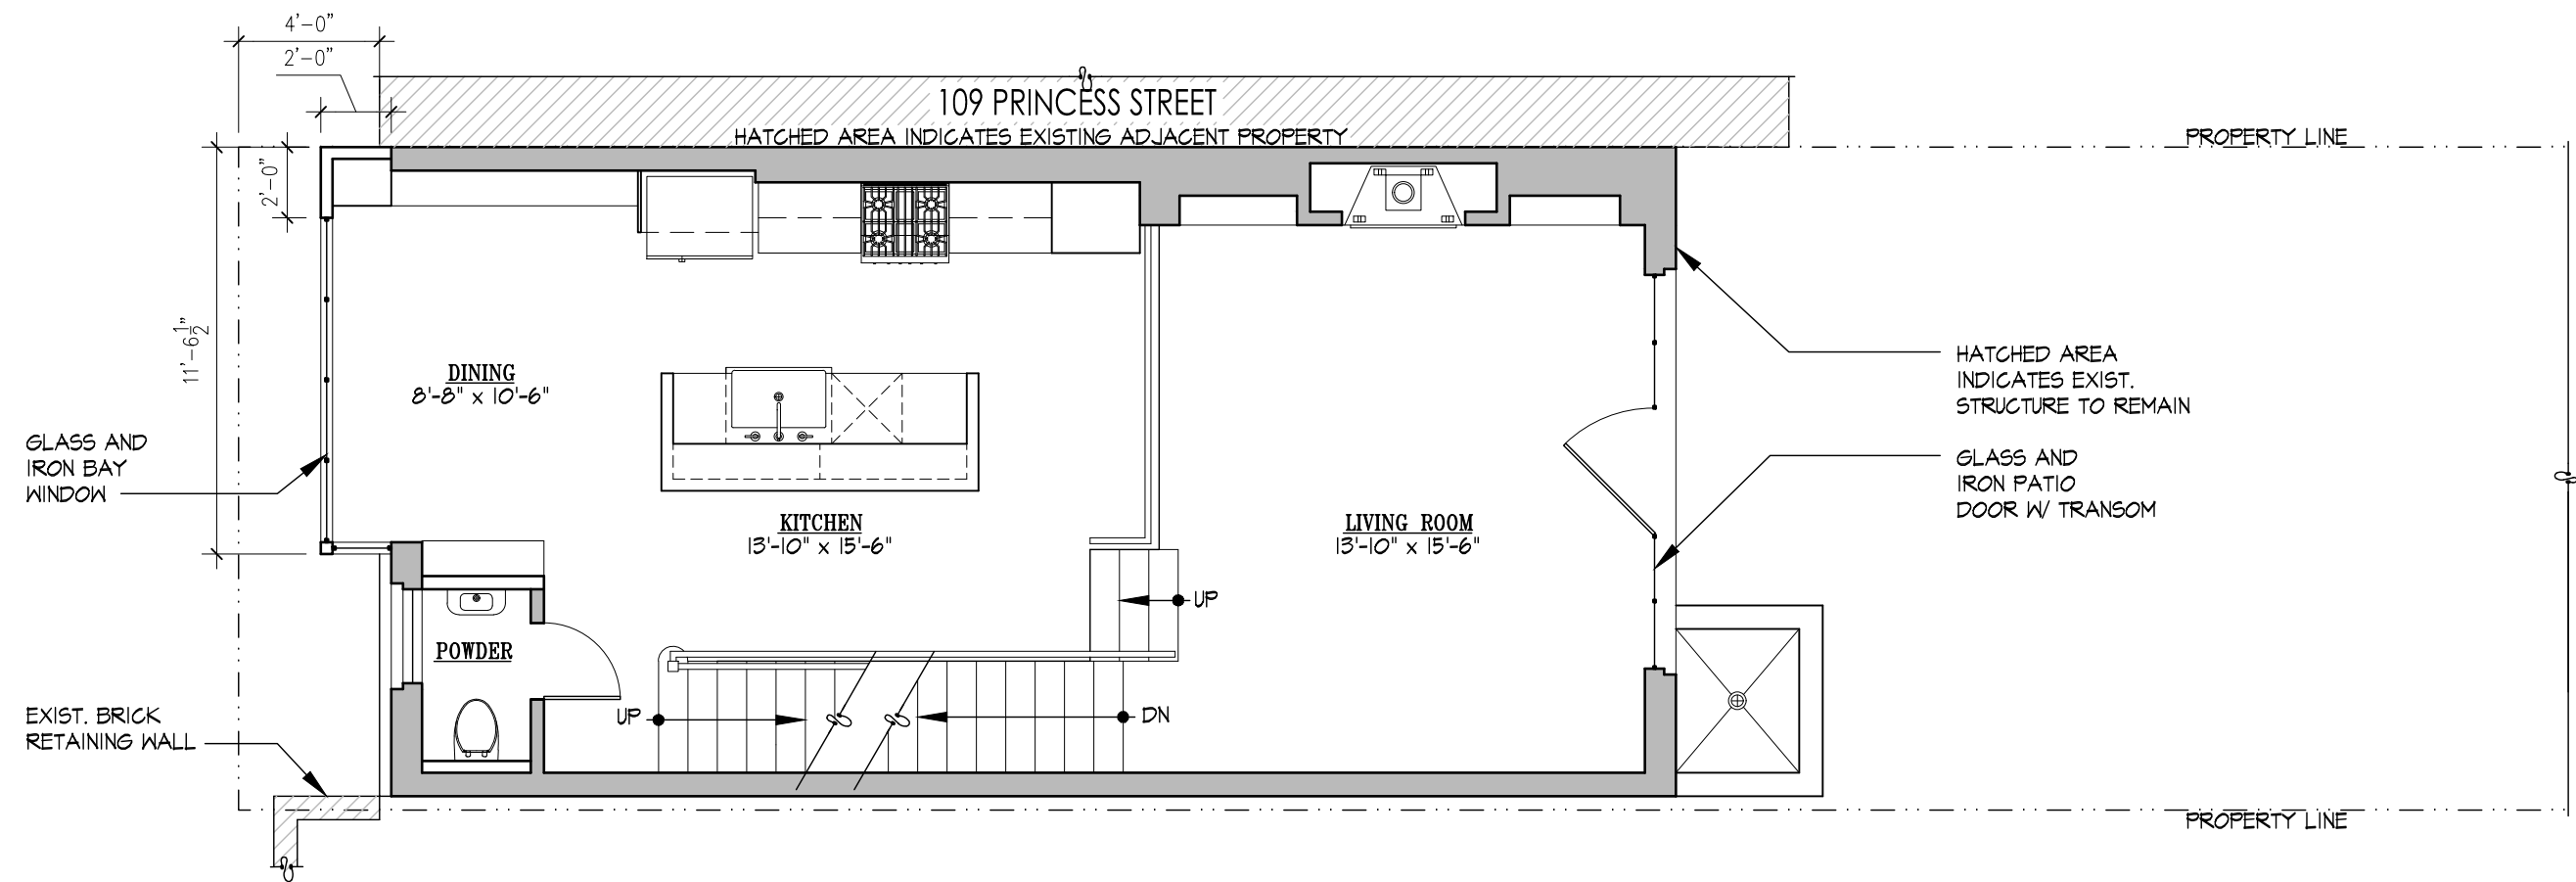 4'-0"
2'-0"
109 PRINCESS STREET
HATCHED AREA INDICATES EXISTING ADJACENT PROPERTY
PROPERTY LINE
2'-0"
11'-6 1/2"
DINING
8'-8" x 10'-6"
HATCHED AREA
INDICATES EXIST.
STRUCTURE TO REMAIN
GLASS AND
IRON BAY
WINDOW
GLASS AND
IRON PATIO
DOOR W/ TRANSOM
KITCHEN
13'-10" x 15'-6"
LIVING ROOM
13'-10" x 15'-6"
UP
POWDER
UP
DN
EXIST. BRICK
RETAINING WALL
PROPERTY LINE